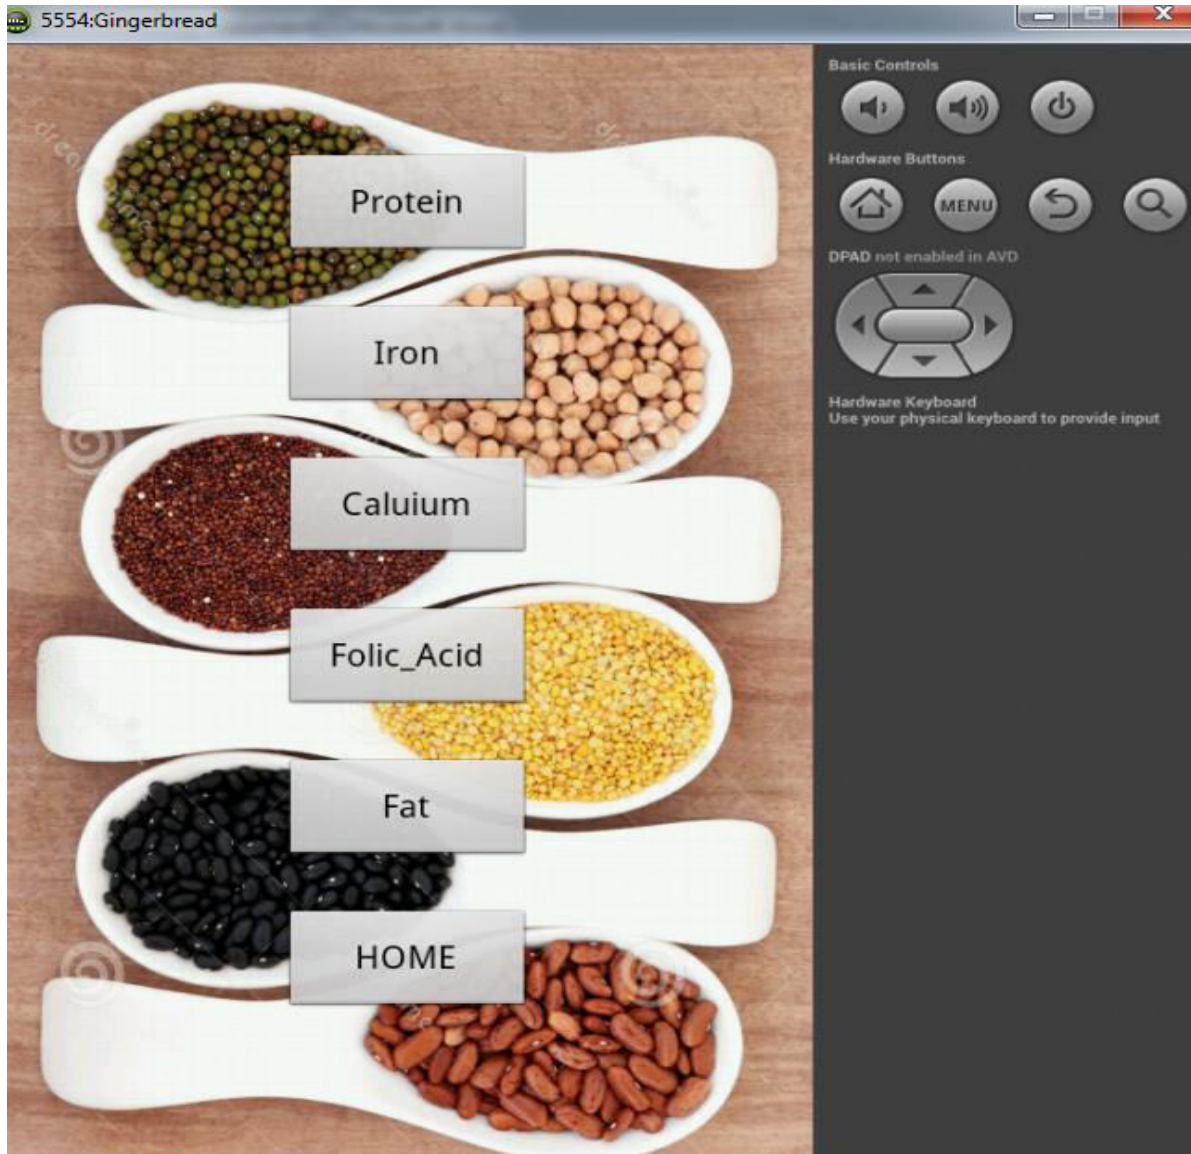 5554:Gingerbread
Basic Controls
Hardware Buttons
MENU
DPAD not enabled in AVD
Hardware Keyboard
Use your physical keyboard to provide input
Protein
Iron
Caluium
Folic_Acid
Fat
HOME